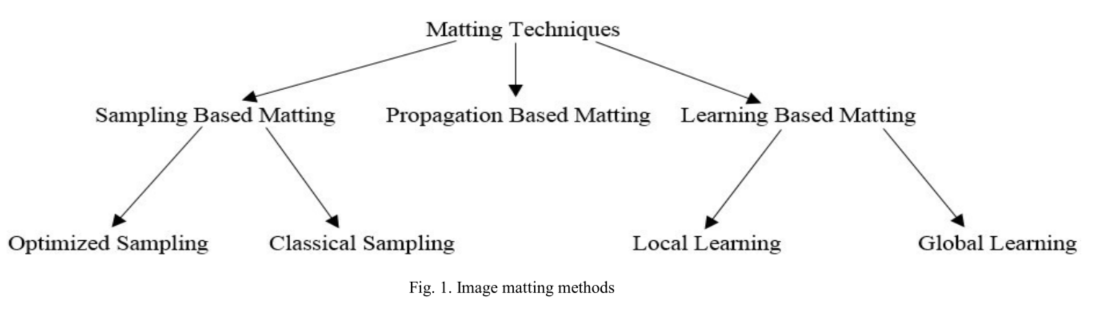 Matting Techniques
Sampling Based Matting
Propagation Based Matting
Learning Based Matting
Optimized Sampling
Classical Sampling
Local Learning
Global Learning
Fig. 1. Image matting methods